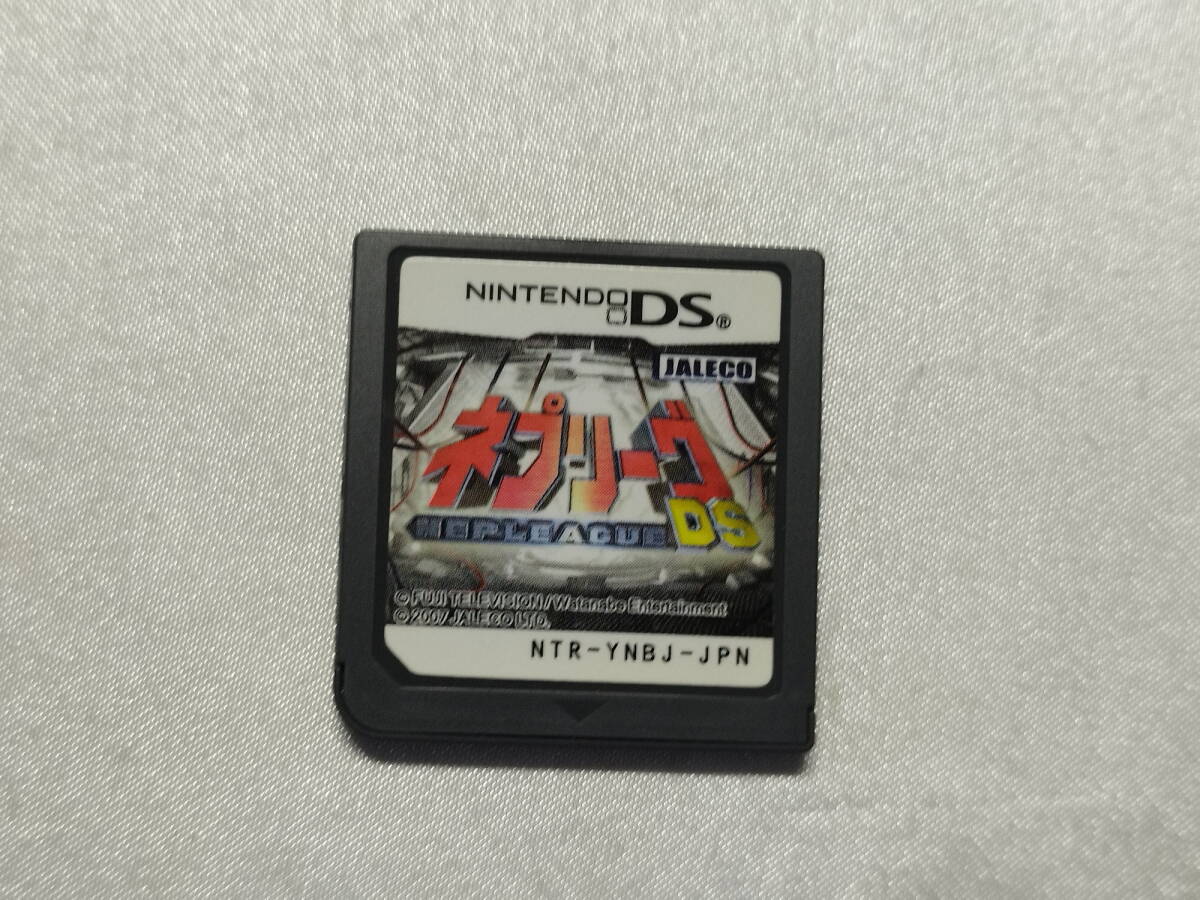 NINTENDO DS®
JALECO
ネプリーグ
NEPLEAGUE DS
© FUJI TELEVISION / Watanabe Entertainment
© 2007 JALECO LTD.
NTR-YNBJ-JPN